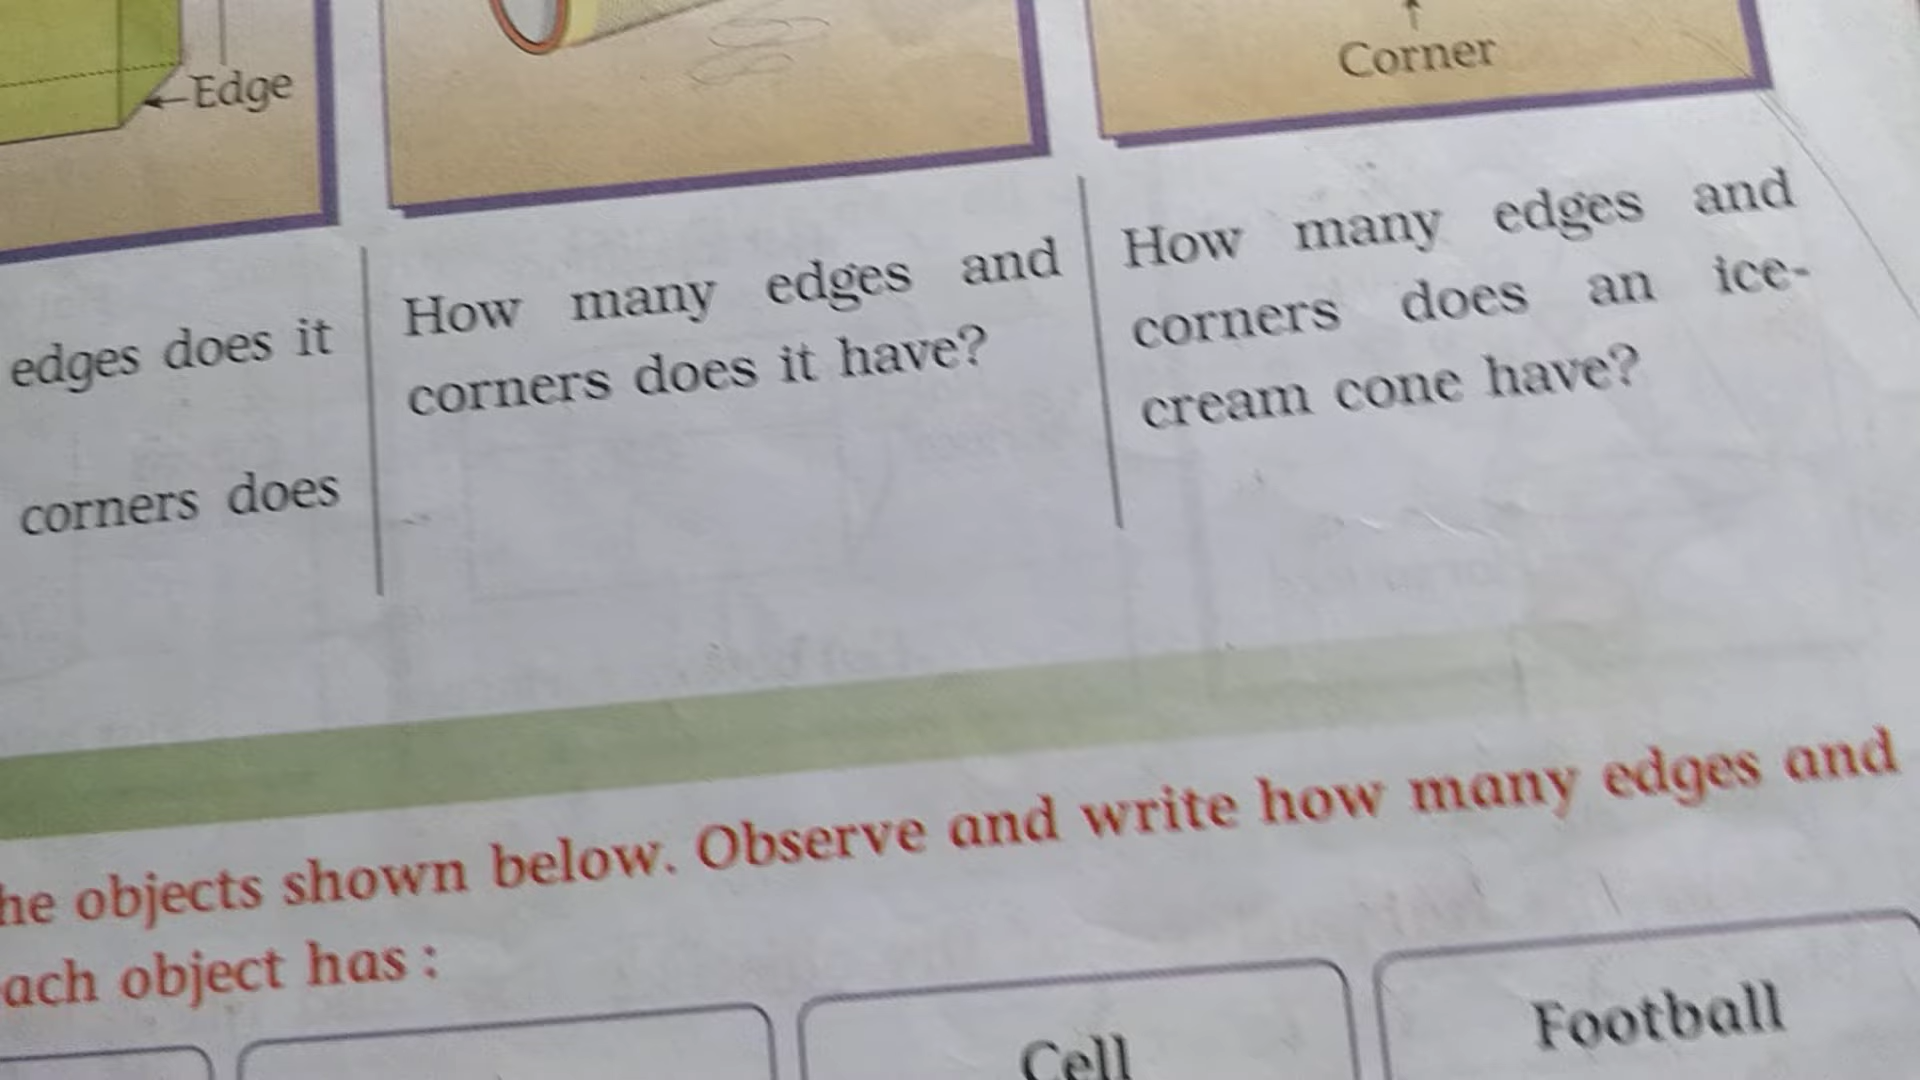 Edge
Corner
edges does it
corners does
How many edges and
corners does it have?
How many edges and
corners does an ice-
cream cone have?
he objects shown below. Observe and write how many edges and
ach object has :
Cell
Football